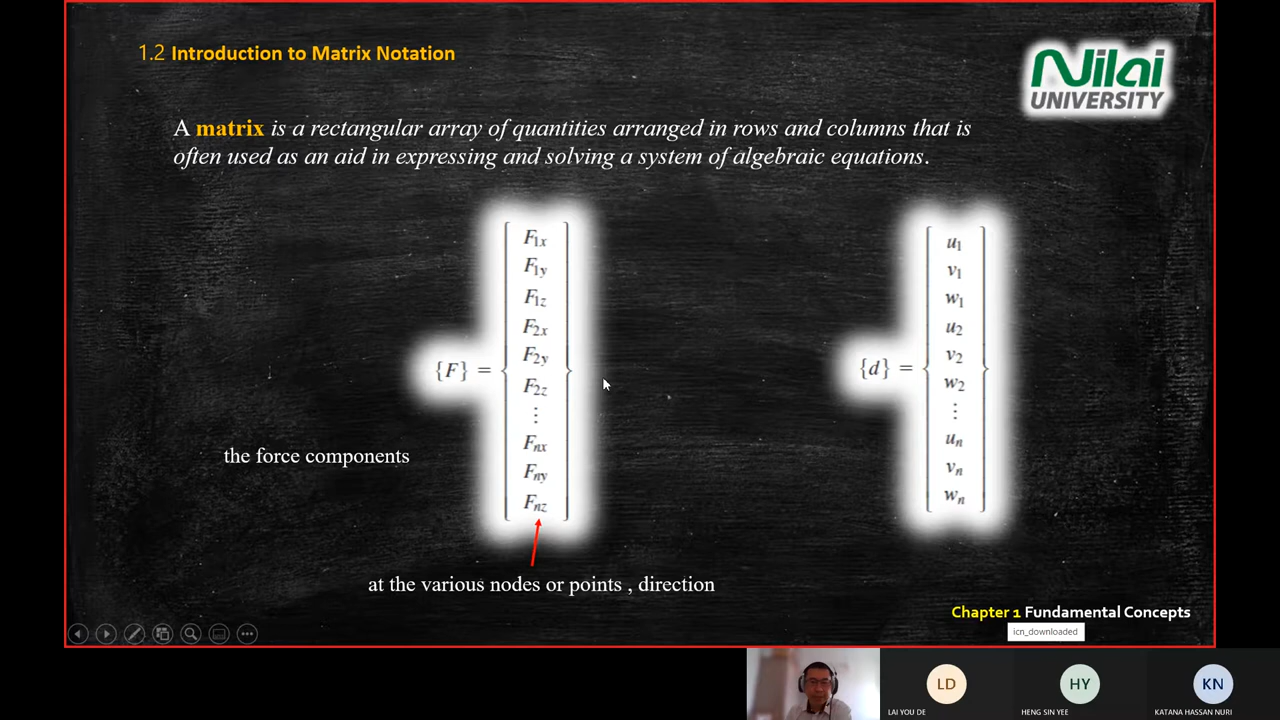 1.2 Introduction to Matrix Notation
Nilai
UNIVERSITY
A matrix is a rectangular array of quantities arranged in rows and columns that is
often used as an aid in expressing and solving a system of algebraic equations.
{F} =
F1x
F1y
F1z
F2x
F2y
F2z
⋮
Fnx
Fny
Fnz
{d} =
u1
v1
w1
u2
v2
w2
⋮
un
vn
wn
the force components
at the various nodes or points , direction
Chapter 1 Fundamental Concepts
icn_downloaded
LD
HY
KN
LAI YOU DE
HENG SIN YEE
KATANA HASSAN NURI